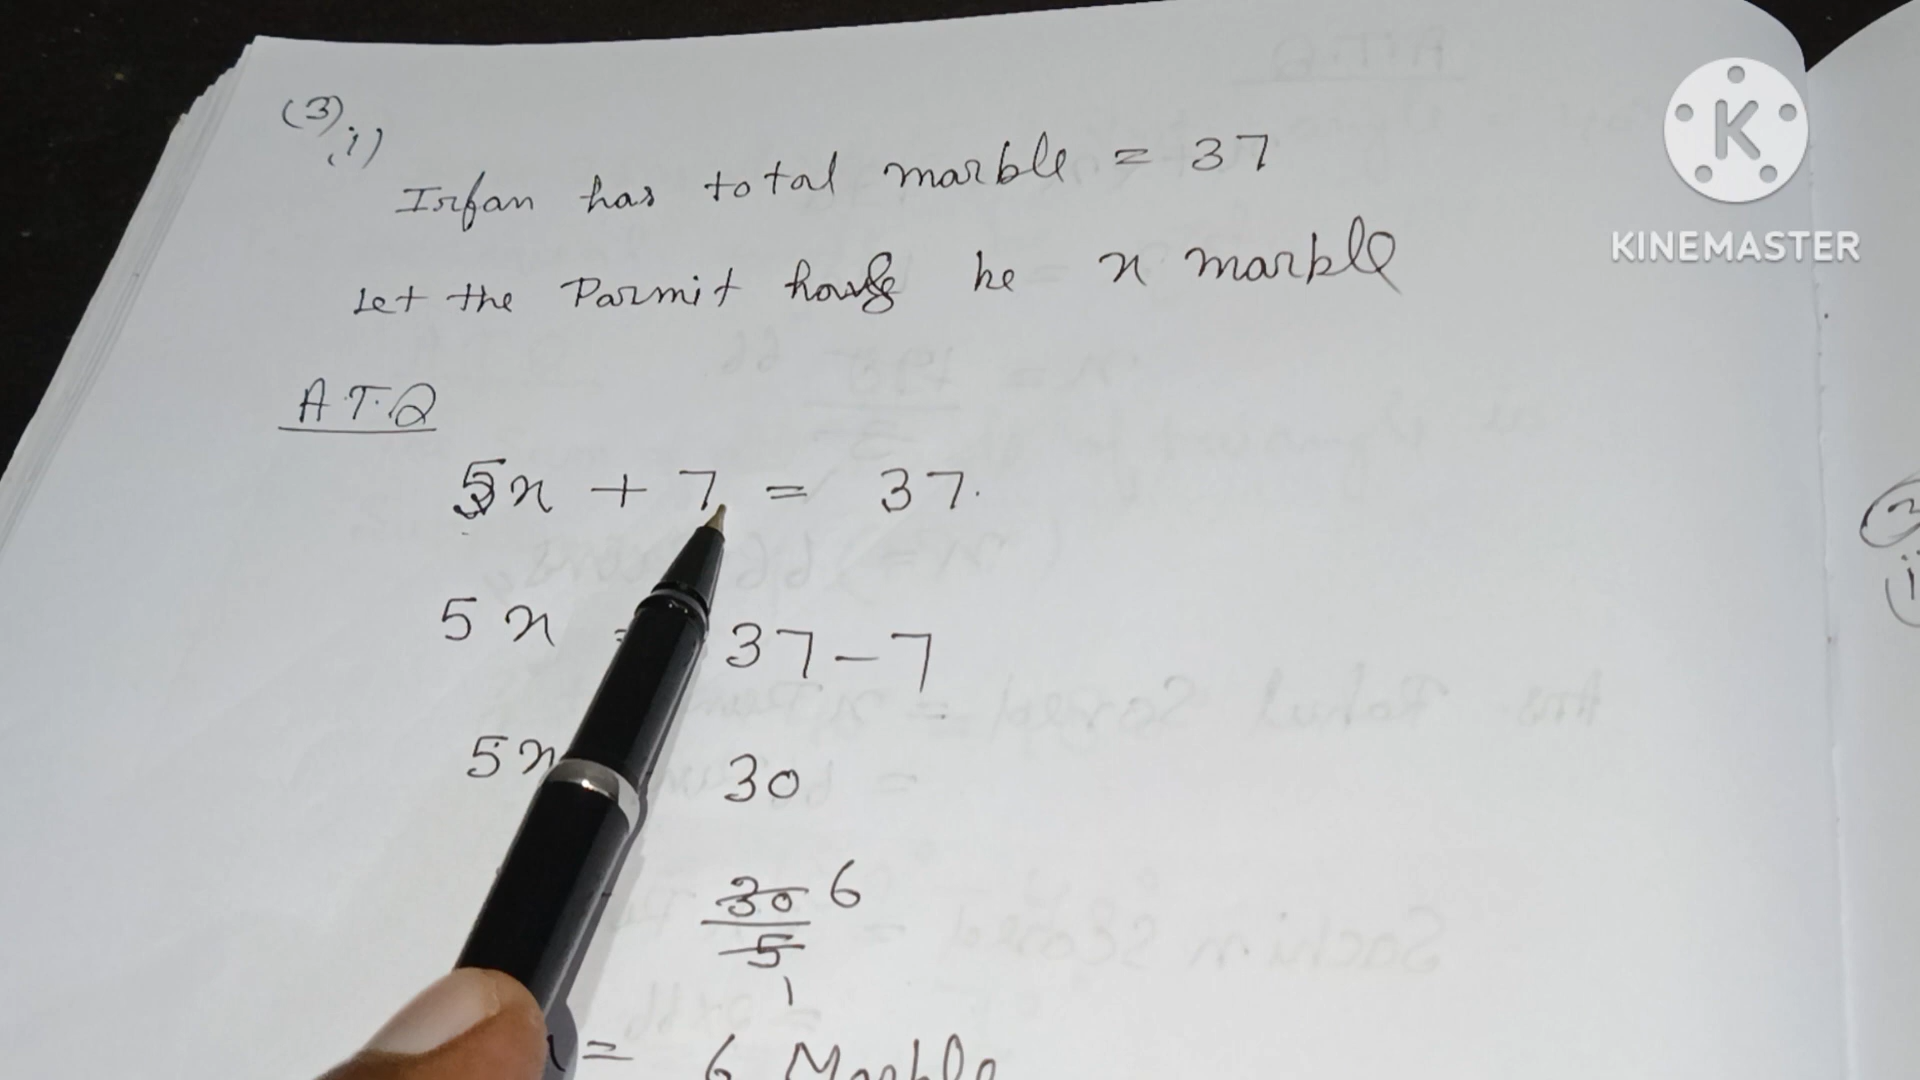 (3)
(i)
Irfan has total marble = 37
Let the Parmit have be x marble
A.T.Q
5x + 7 = 37.
5x = 37-7
5x 30
30 6
5
1
= 6 Marble
K
KINEMASTER